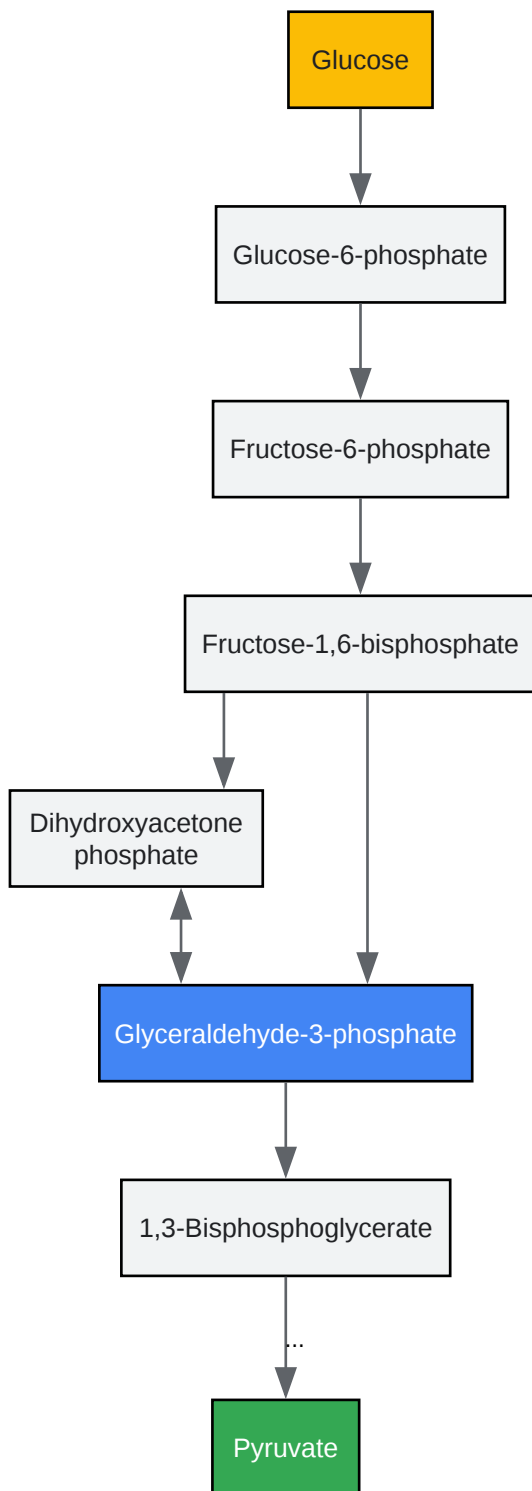 Glucose
Glucose-6-phosphate
Fructose-6-phosphate
Fructose-1,6-bisphosphate
Dihydroxyacetone
phosphate
Glyceraldehyde-3-phosphate
1,3-Bisphosphoglycerate
...
Pyruvate